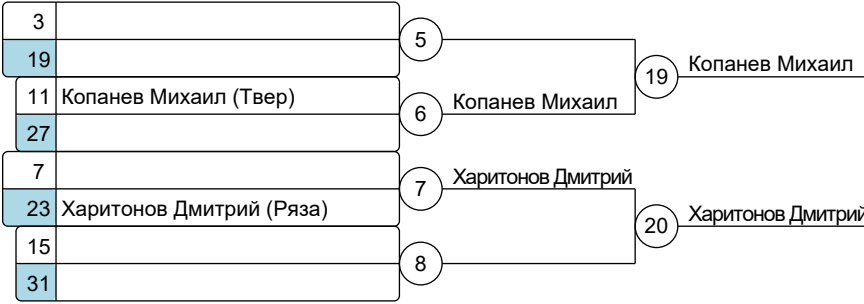 3
5
19
19
Копанев Михаил
11 Копанев Михаил (Твер)
6
Копанев Михаил
27
7
7
Харитонов Дмитрий
23 Харитонов Дмитрий (Ряза)
20
Харитонов Дмитрий
15
8
31